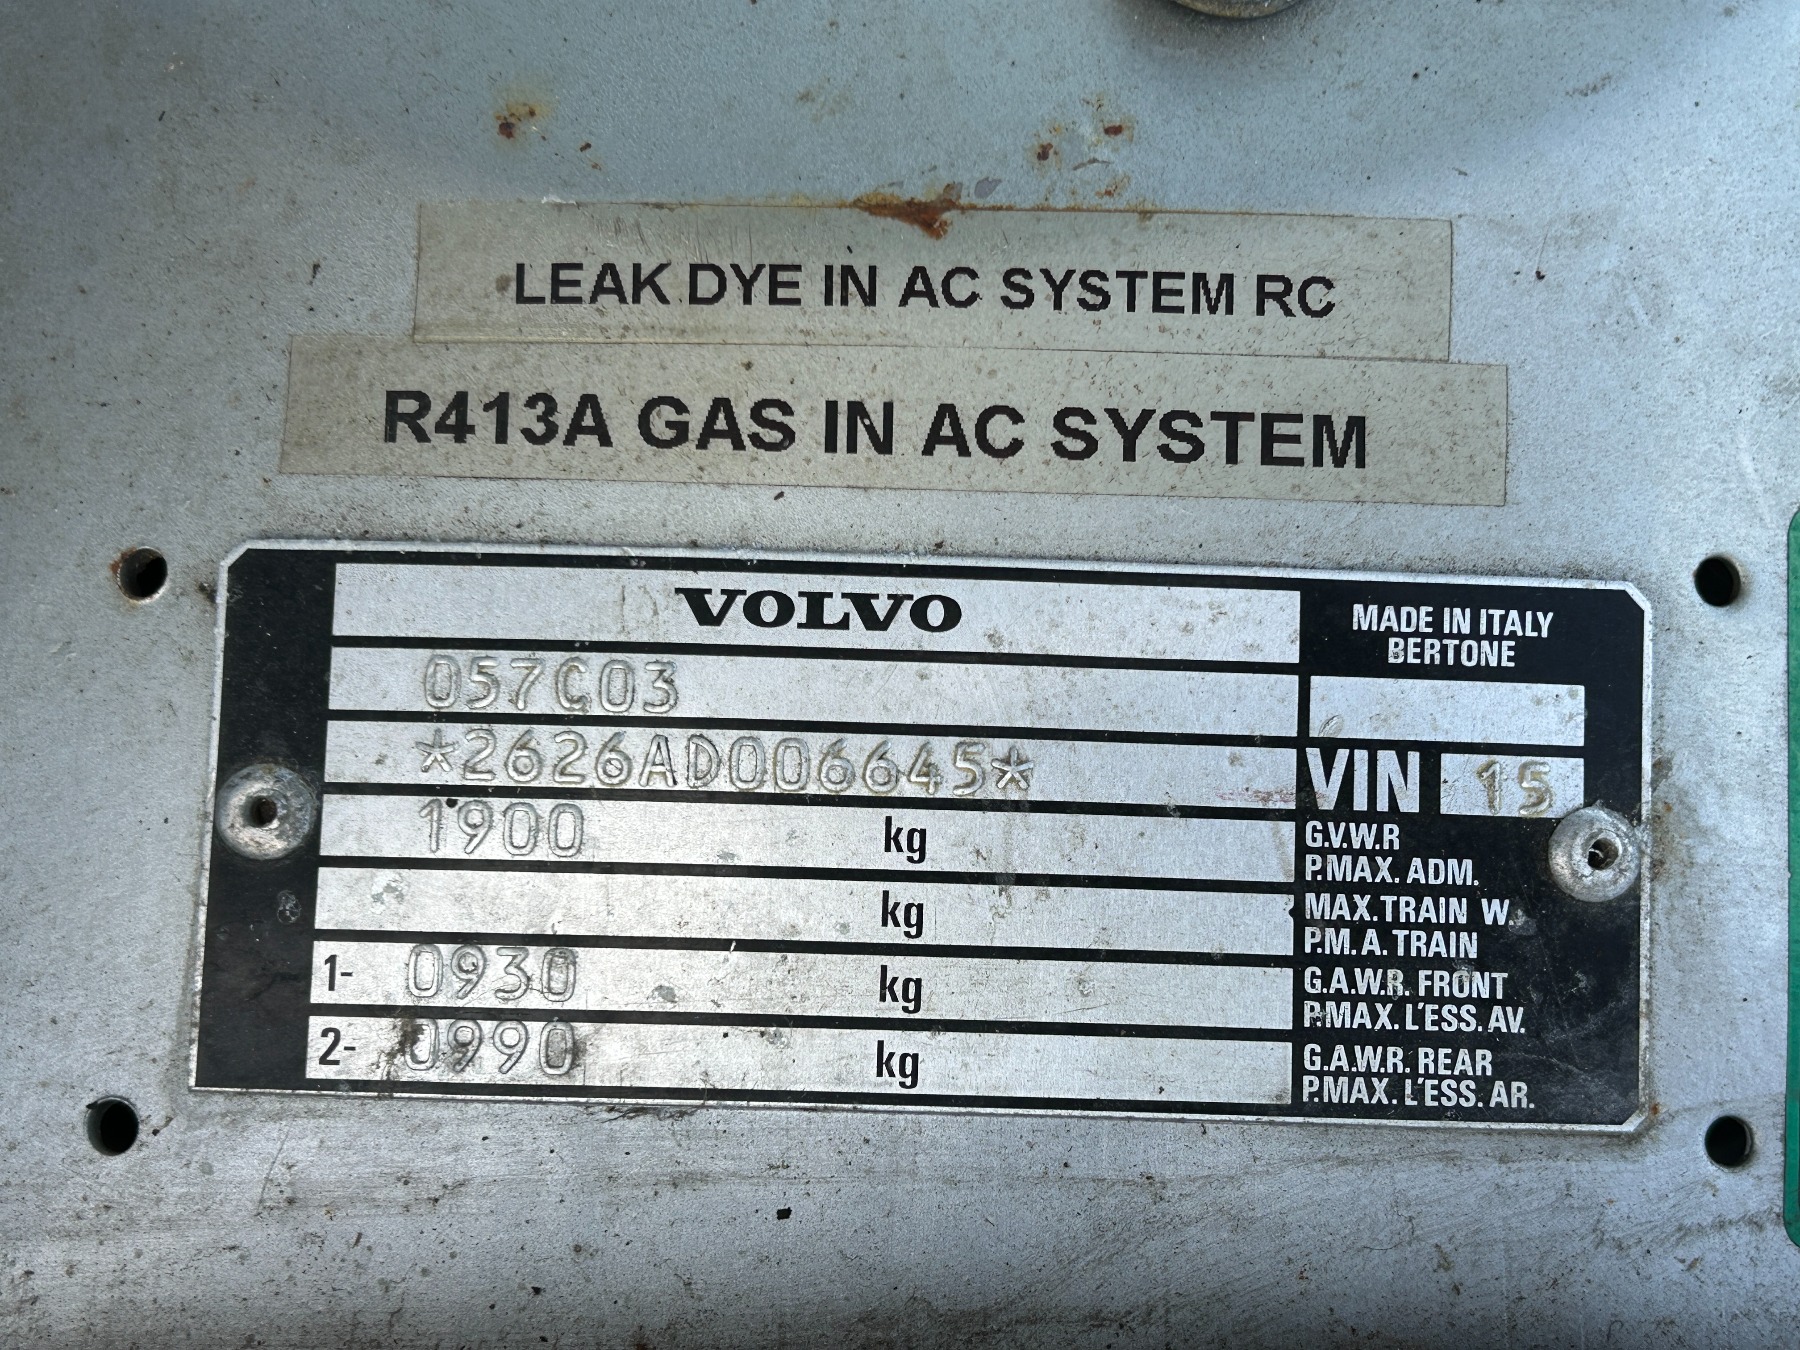 LEAK DYE IN AC SYSTEM RC
R413A GAS IN AC SYSTEM
VOLVO
MADE IN ITALY
BERTONE
057C03
*2626AD006645*
VIN 15
1900 kg
G.V.W.R
P.MAX. ADM.
kg
MAX.TRAIN W.
P.M. A. TRAIN
1- 0930 kg
G.A.W.R. FRONT
P.MAX. L'ESS. AV.
2- 0990 kg
G.A.W.R. REAR
P.MAX. L'ESS. AR.